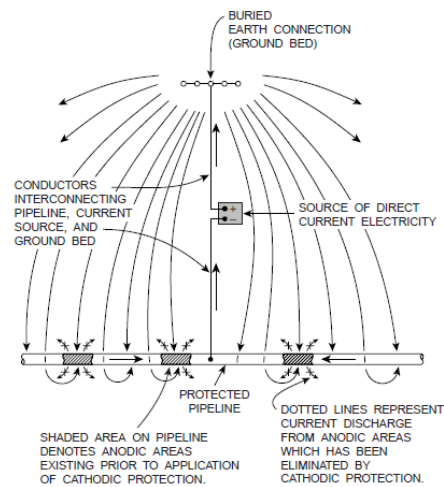 BURIED
EARTH CONNECTION
(GROUND BED)
CONDUCTORS
INTERCONNECTING
PIPELINE, CURRENT
SOURCE, AND
GROUND BED
+
−
SOURCE OF DIRECT
CURRENT ELECTRICITY
PROTECTED
PIPELINE
SHADED AREA ON PIPELINE
DENOTES ANODIC AREAS
EXISTING PRIOR TO APPLICATION
OF CATHODIC PROTECTION.
DOTTED LINES REPRESENT
CURRENT DISCHARGE
FROM ANODIC AREAS
WHICH HAS BEEN
ELIMINATED BY
CATHODIC PROTECTION.